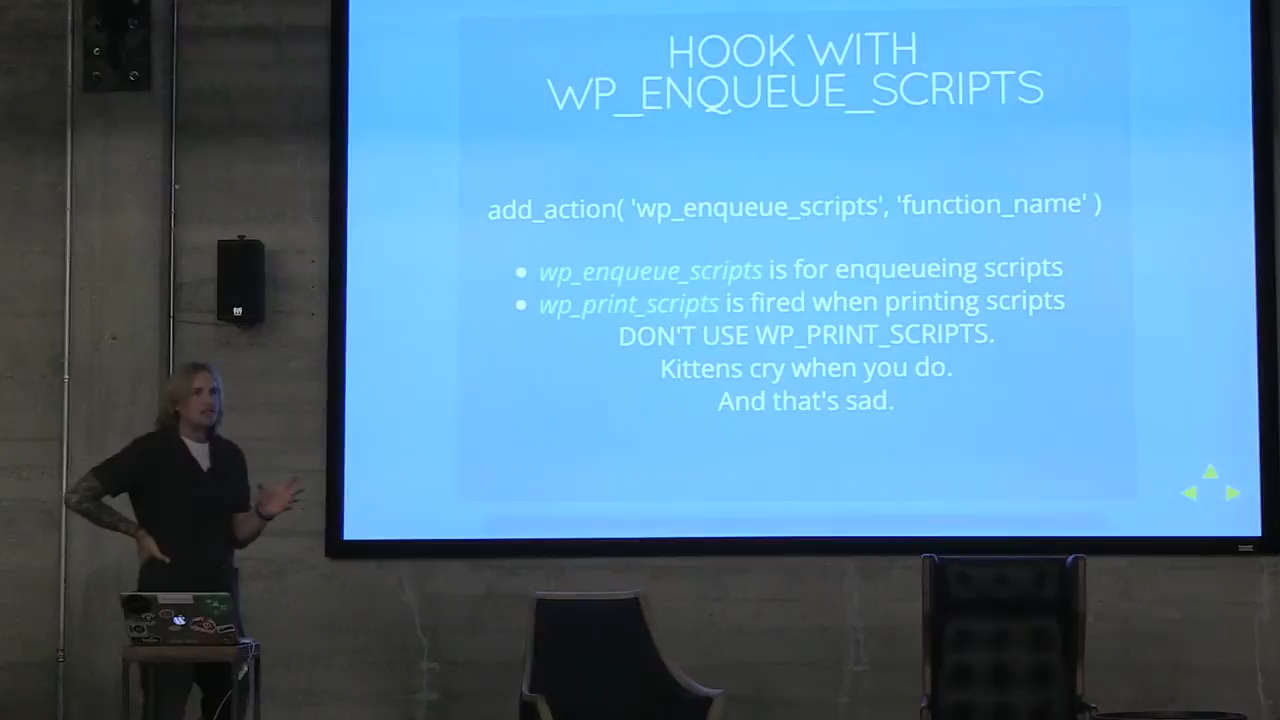 HOOK WITH
WP_ENQUEUE_SCRIPTS
add_action( 'wp_enqueue_scripts', 'function_name' )
• wp_enqueue_scripts is for enqueueing scripts
• wp_print_scripts is fired when printing scripts
DON'T USE WP_PRINT_SCRIPTS.
Kittens cry when you do.
And that's sad.